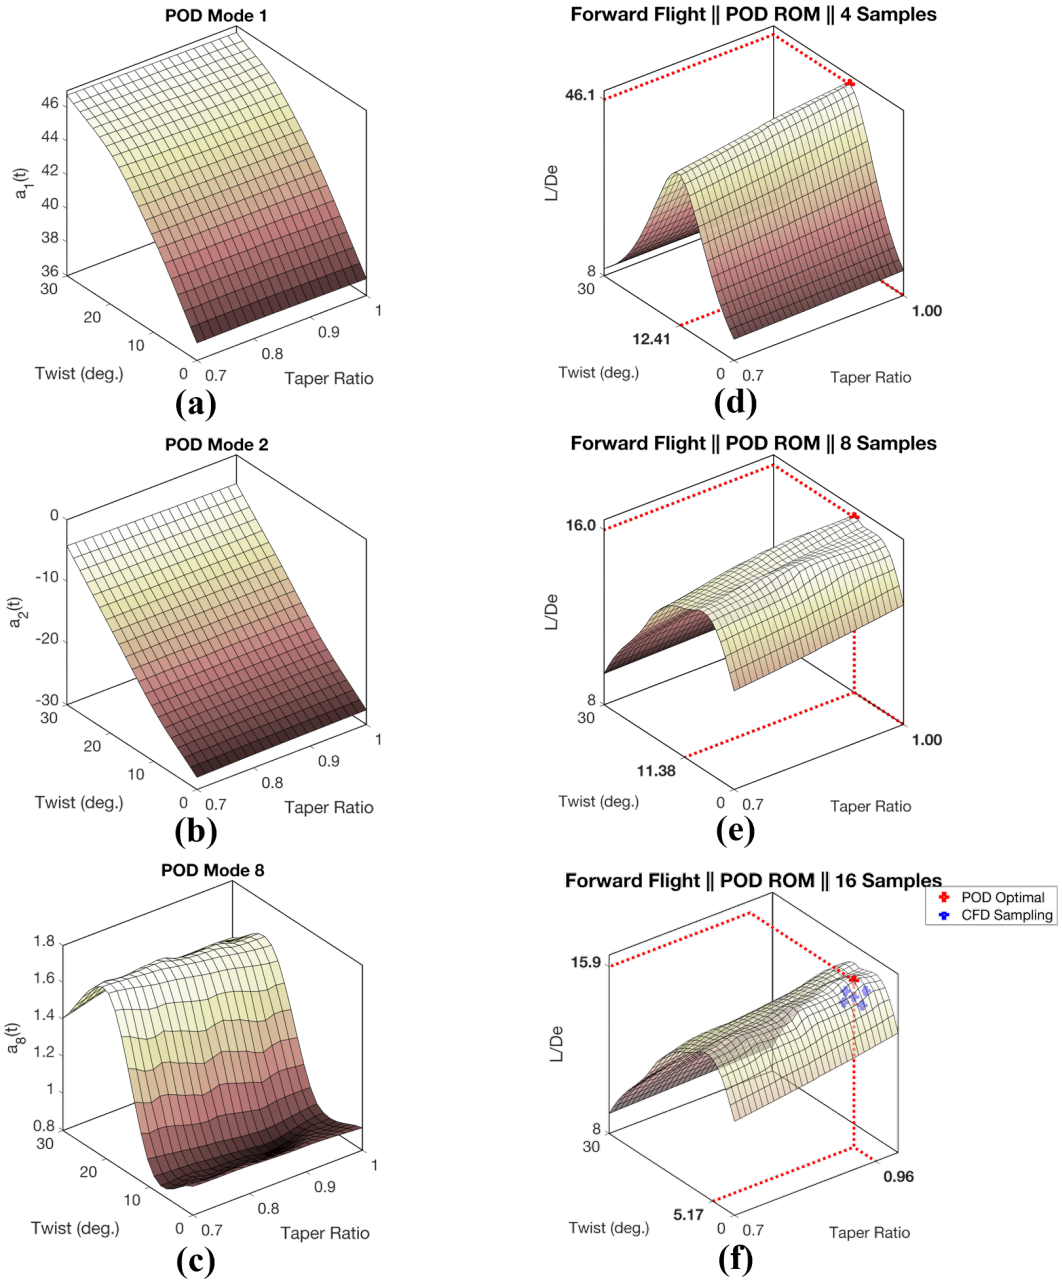 POD Mode 1
46
44
42
40
38
36
a1(t)
30
20
10
0
Twist (deg.)
0.7
0.8
0.9
1
Taper Ratio
(a)
Forward Flight || POD ROM || 4 Samples
46.1
8
L/De
30
12.41
0
Twist (deg.)
0.7
1.00
Taper Ratio
(d)
POD Mode 2
0
-10
-20
-30
a2(t)
30
20
10
0
Twist (deg.)
0.7
0.8
0.9
1
Taper Ratio
(b)
Forward Flight || POD ROM || 8 Samples
16.0
8
L/De
30
11.38
0
Twist (deg.)
0.7
1.00
Taper Ratio
(e)
POD Mode 8
1.8
1.6
1.4
1.2
1
0.8
a8(t)
30
20
10
0
Twist (deg.)
0.7
0.8
0.9
1
Taper Ratio
(c)
Forward Flight || POD ROM || 16 Samples
POD Optimal
CFD Sampling
15.9
8
L/De
30
5.17
0
Twist (deg.)
0.7
0.96
Taper Ratio
(f)